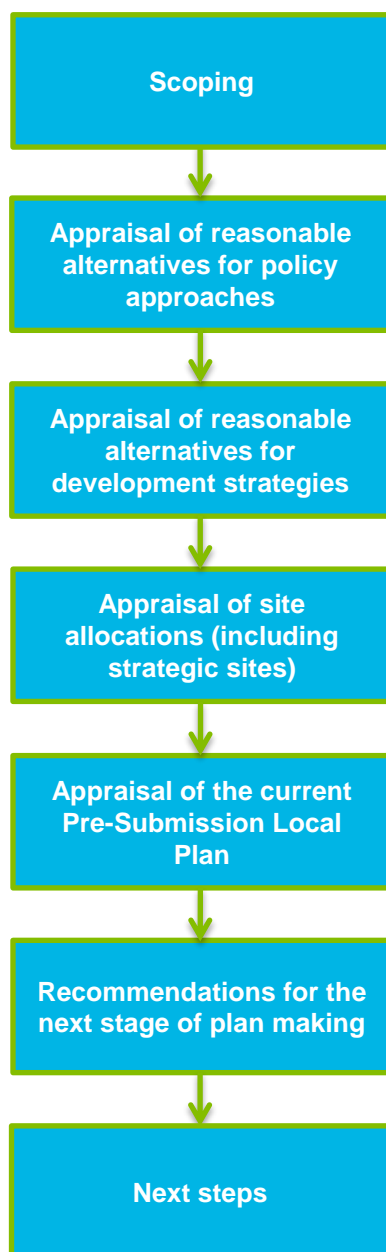 Scoping
Appraisal of reasonable
alternatives for policy
approaches
Appraisal of reasonable
alternatives for
development strategies
Appraisal of site
allocations (including
strategic sites)
Appraisal of the current
Pre-Submission Local
Plan
Recommendations for the
next stage of plan making
Next steps